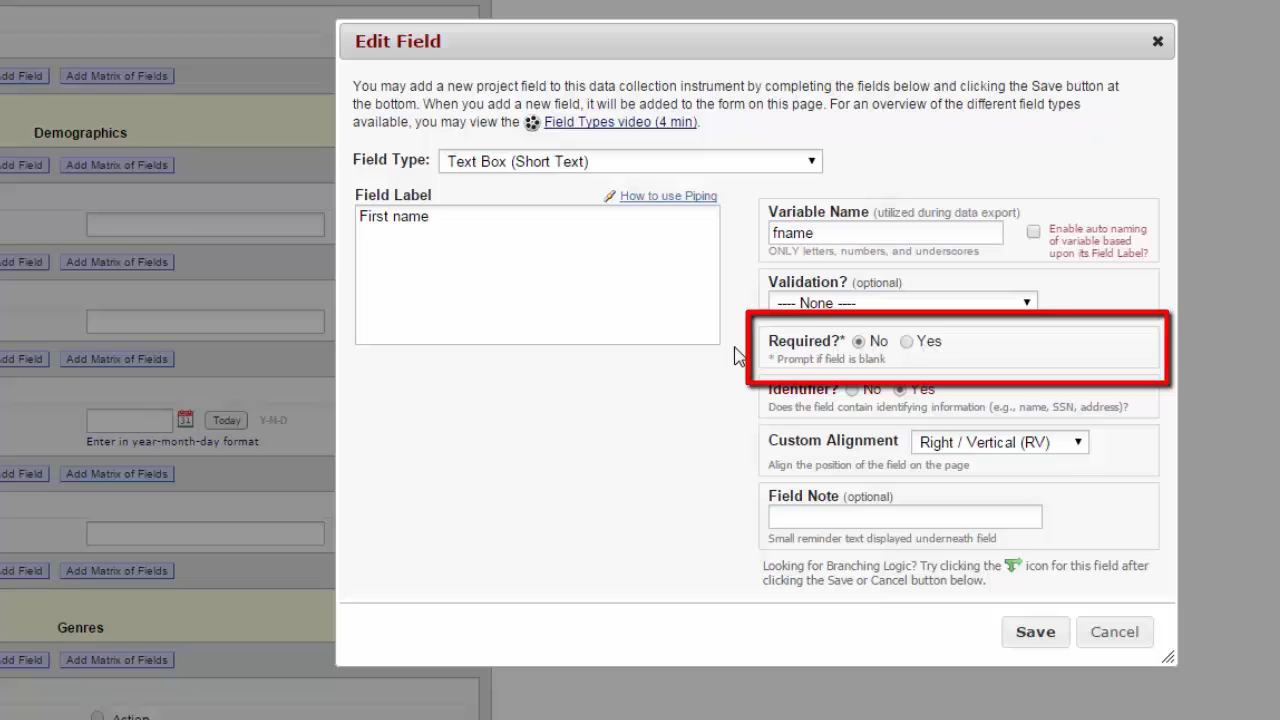 Edit Field
You may add a new project field to this data collection instrument by completing the fields below and clicking the Save button at
the bottom. When you add a new field, it will be added to the form on this page. For an overview of the different field types
available, you may view the Field Types video (4 min).
Field Type: Text Box (Short Text)
Field Label How to use Piping
First name
Variable Name (utilized during data export)
fname
ONLY letters, numbers, and underscores
Enable auto naming
of variable based
upon its Field Label?
Validation? (optional)
---- None ----
Required?* No Yes
* Prompt if field is blank
Identifier? No Yes
Does the field contain identifying information (e.g., name, SSN, address)?
Custom Alignment Right / Vertical (RV)
Align the position of the field on the page
Field Note (optional)
Small reminder text displayed underneath field
Looking for Branching Logic? Try clicking the icon for this field after
clicking the Save or Cancel button below.
Save Cancel
dd Field Add Matrix of Fields
Demographics
dd Field Add Matrix of Fields
dd Field Add Matrix of Fields
dd Field Add Matrix of Fields
31 Today Y-M-D
Enter in year-month-day format
dd Field Add Matrix of Fields
dd Field Add Matrix of Fields
Genres
dd Field Add Matrix of Fields
Action